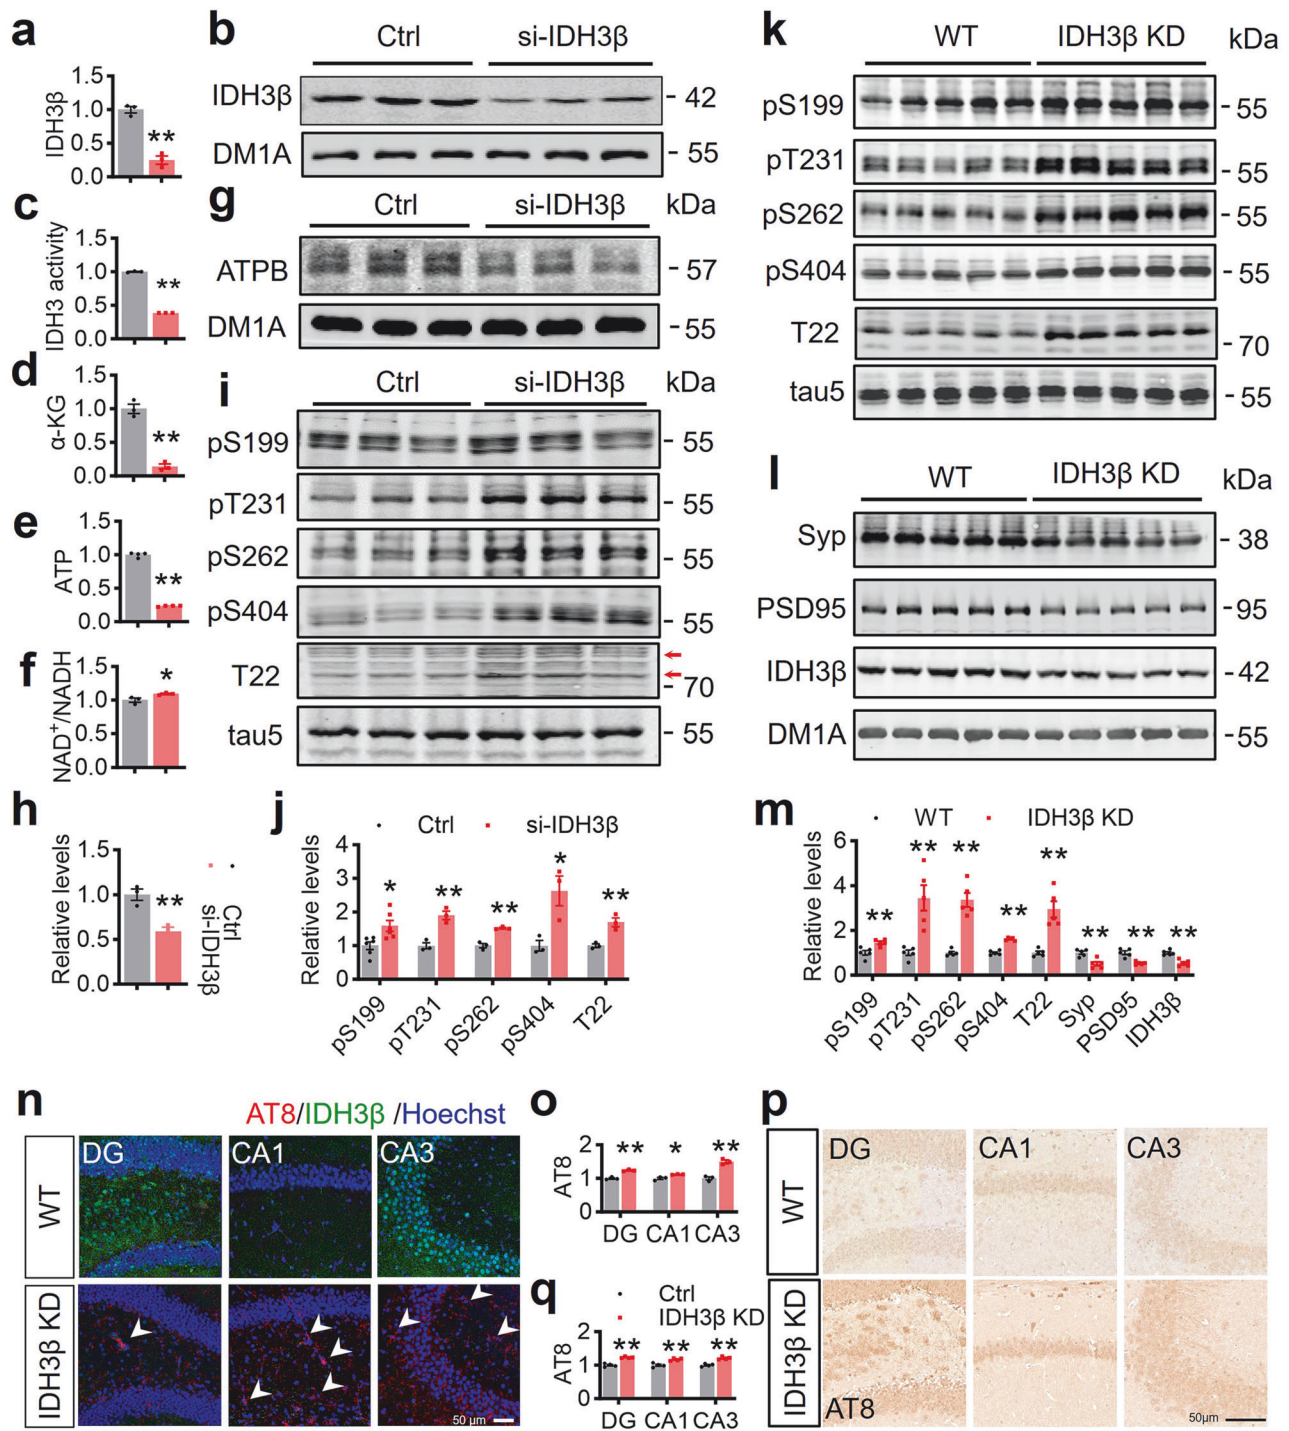 a
IDH3β
1.5
1.0
0.5
0.0
**
b
Ctrl
si-IDH3β
IDH3β
- 42
DM1A
- 55
c
IDH3 activity
1.5
1.0
0.5
0.0
**
g
Ctrl
si-IDH3β
kDa
ATPB
- 57
DM1A
- 55
d
α-KG
1.5
1.0
0.5
0.0
**
e
ATP
1.5
1.0
0.5
0.0
**
f
NAD+/NADH
1.5
1.0
0.5
0.0
*
i
Ctrl
si-IDH3β
kDa
pS199
- 55
pT231
- 55
pS262
- 55
pS404
- 55
T22
- 70
tau5
- 55
k
WT
IDH3β KD
kDa
pS199
- 55
pT231
- 55
pS262
- 55
pS404
- 55
T22
- 70
tau5
- 55
l
WT
IDH3β KD
kDa
Syp
- 38
PSD95
- 95
IDH3β
- 42
DM1A
- 55
h
Relative levels
1.5
1.0
0.5
0.0
**
Ctrl
si-IDH3β
j
Ctrl
si-IDH3β
Relative levels
4
3
2
1
0
* ** ** * **
pS199 pT231 pS262 pS404 T22
m
WT
IDH3β KD
Relative levels
6
4
2
0
** ** ** ** ** ** ** **
pS199 pT231 pS262 pS404 T22 Syp PSD95 IDH3β
n
AT8/IDH3β /Hoechst
WT
DG CA1 CA3
IDH3β KD
50 μm
o
AT8
2
1
0
** * **
DG CA1 CA3
q
Ctrl
IDH3β KD
AT8
2
1
0
** ** **
DG CA1 CA3
p
WT
DG CA1 CA3
IDH3β KD
AT8
50μm